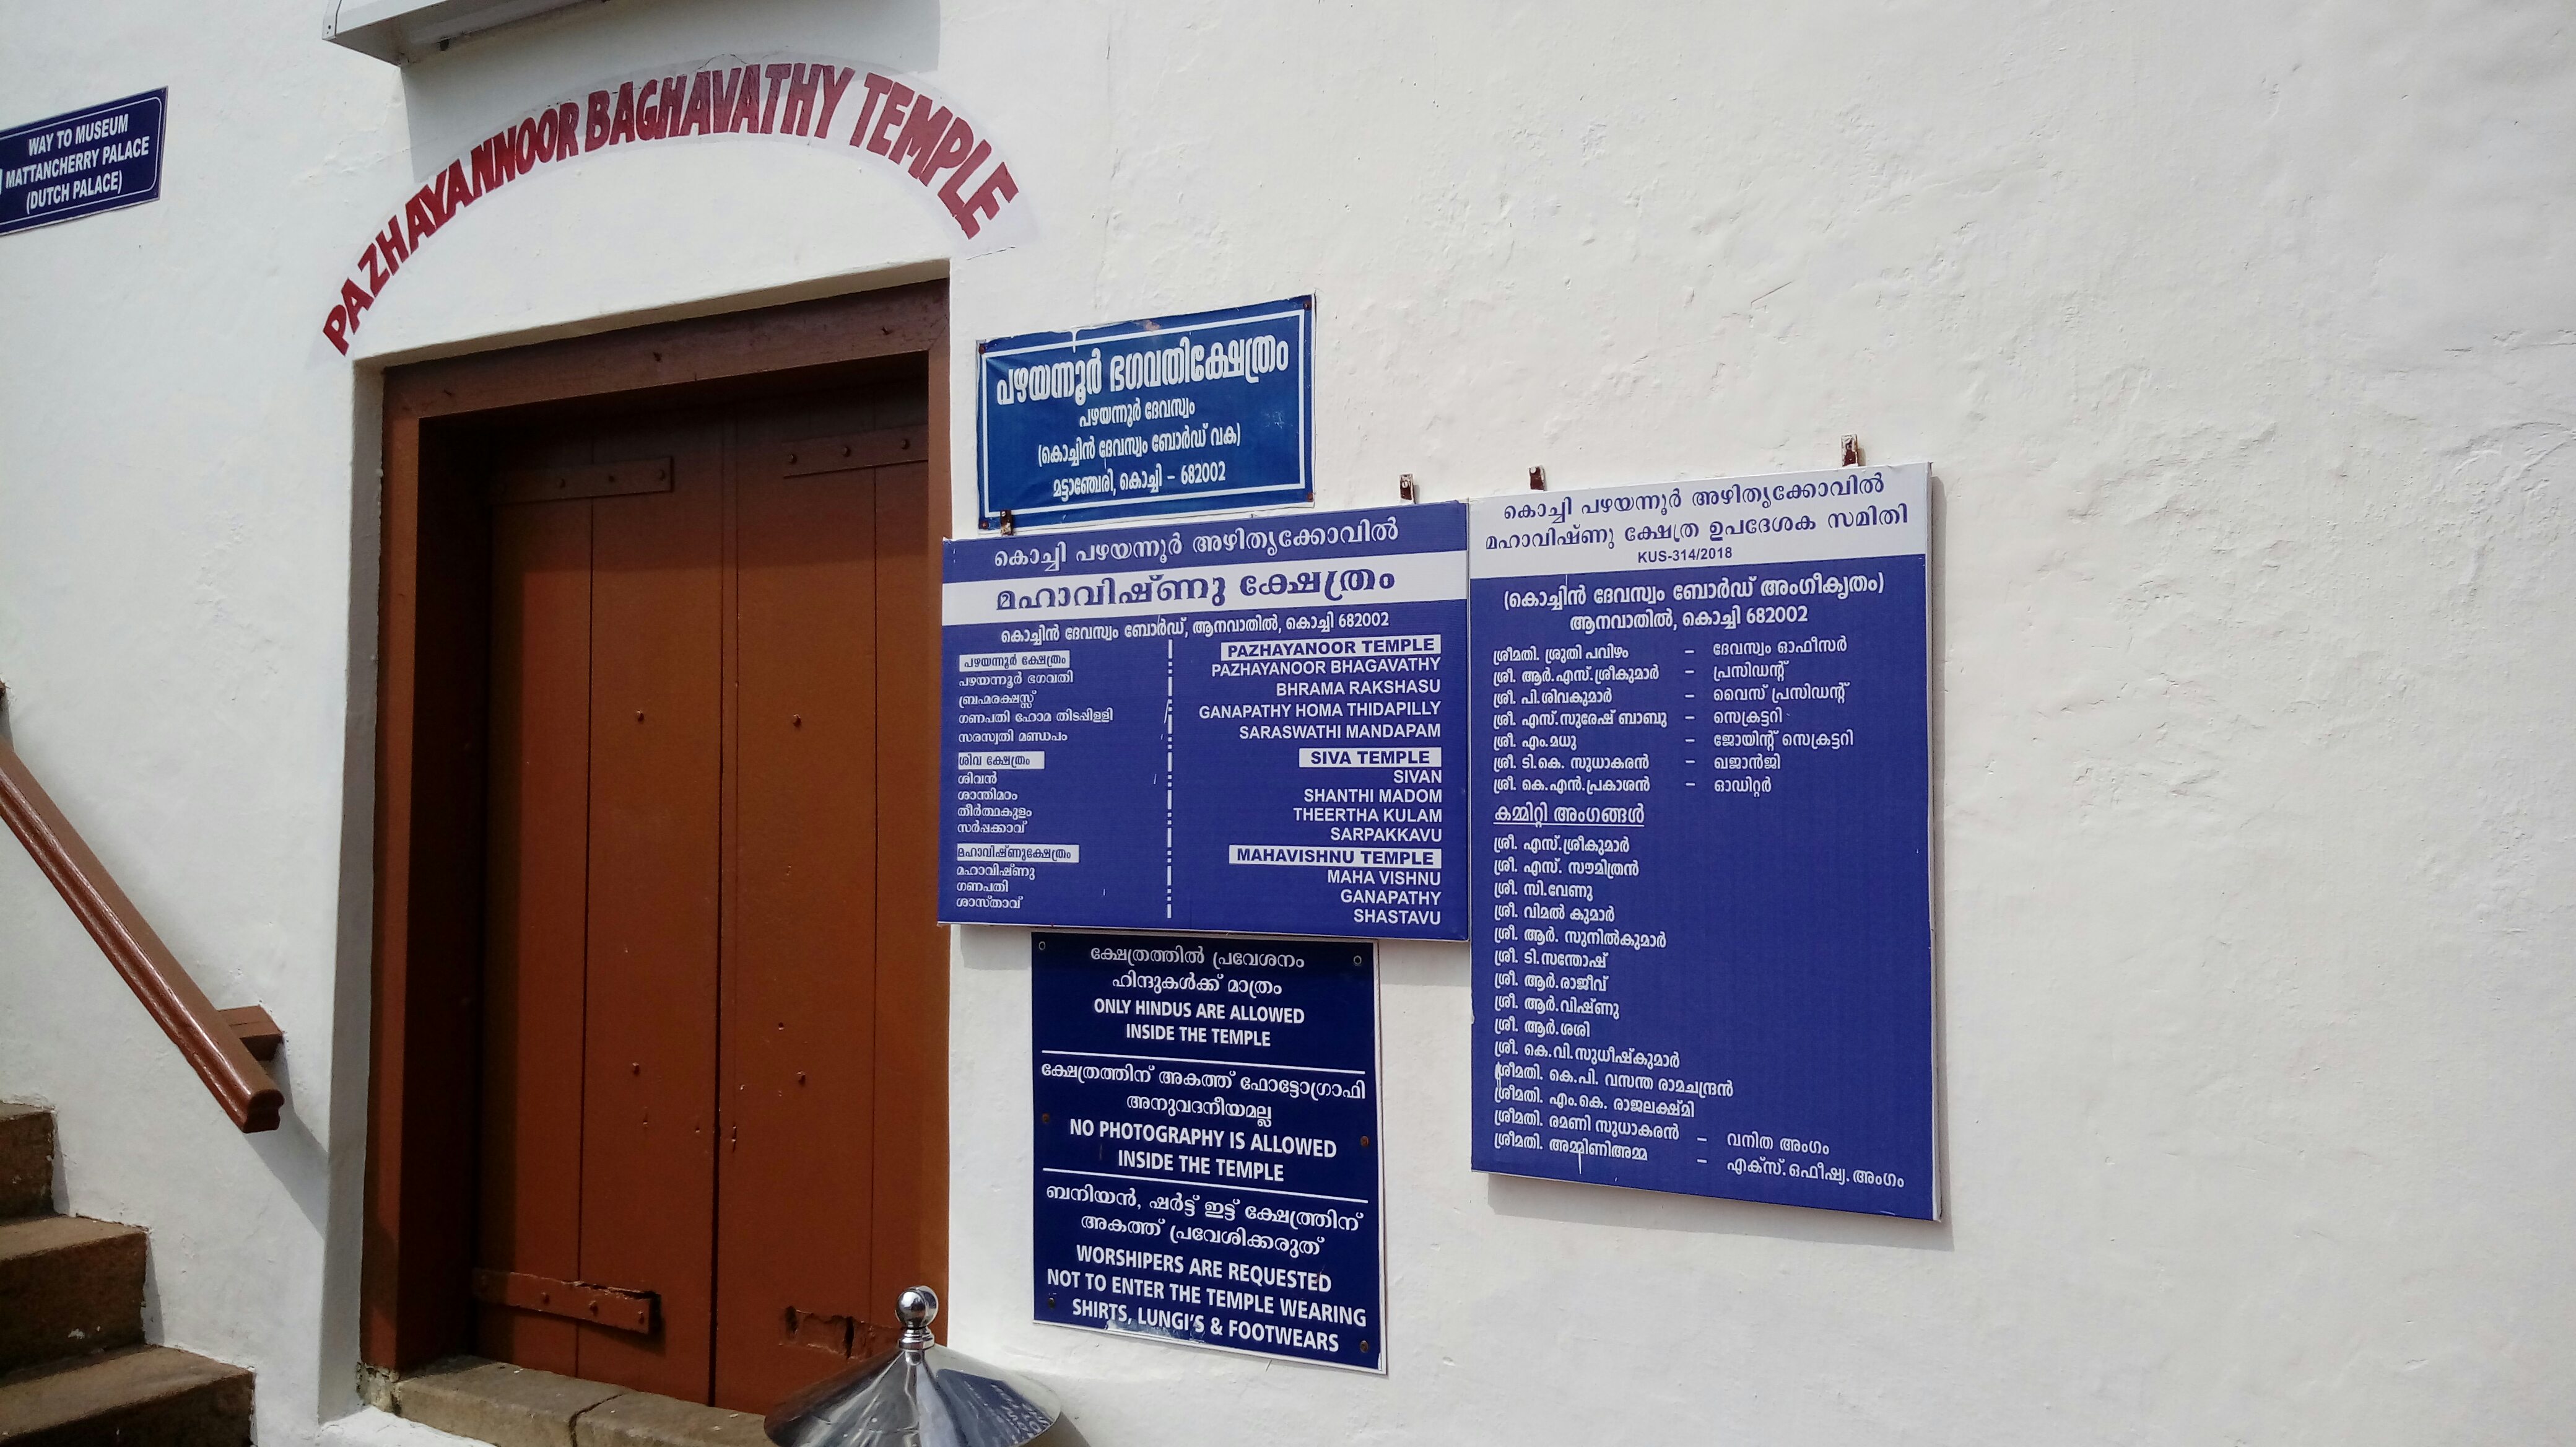 WAY TO MUSEUM
MATTANCHERRY PALACE
(DUTCH PALACE)
PAZHAYANNOOR BAGHAVATHY TEMPLE
പഴയന്നൂർ ഭഗവതിക്ഷേത്രം
പഴയന്നൂർ ദേവസ്വം
(കൊച്ചിൻ ദേവസ്വം ബോർഡ് വക)
മട്ടാഞ്ചേരി, കൊച്ചി – 682002
കൊച്ചി പഴയന്നൂർ അഴിതൃക്കോവിൽ
മഹാവിഷ്ണു ക്ഷേത്രം
കൊച്ചിൻ ദേവസ്വം ബോർഡ്, ആനവാതിൽ, കൊച്ചി 682002
പഴയന്നൂർ ക്ഷേത്രം
പഴയന്നൂർ ഭഗവതി
ബ്രഹ്മരക്ഷസ്സ്
ഗണപതി ഹോമ തിടപ്പിള്ളി
സരസ്വതി മണ്ഡപം
ശിവ ക്ഷേത്രം
ശിവൻ
ശാന്തിമഠം
തീർത്ഥകുളം
സർപ്പക്കാവ്
മഹാവിഷ്ണുക്ഷേത്രം
മഹാവിഷ്ണു
ഗണപതി
ശാസ്താവ്
PAZHAYANOOR TEMPLE
PAZHAYANOOR BHAGAVATHY
BHRAMA RAKSHASU
GANAPATHY HOMA THIDAPILLY
SARASWATHI MANDAPAM
SIVA TEMPLE
SIVAN
SHANTHI MADOM
THEERTHA KULAM
SARPAKKAVU
MAHAVISHNU TEMPLE
MAHA VISHNU
GANAPATHY
SHASTAVU
കൊച്ചി പഴയന്നൂർ അഴിതൃക്കോവിൽ
മഹാവിഷ്ണു ക്ഷേത്ര ഉപദേശക സമിതി
KUS-314/2018
(കൊച്ചിൻ ദേവസ്വം ബോർഡ് അംഗീകൃതം)
ആനവാതിൽ, കൊച്ചി 682002
ശ്രീമതി. ശ്രുതി പവിഴം – ദേവസ്വം ഓഫീസർ
ശ്രീ. ആർ.എസ്.ശ്രീകുമാർ – പ്രസിഡന്റ്
ശ്രീ. പി.ശിവകുമാർ – വൈസ് പ്രസിഡന്റ്
ശ്രീ. എസ്.സുരേഷ് ബാബു – സെക്രട്ടറി
ശ്രീ. എം.മധു – ജോയിന്റ് സെക്രട്ടറി
ശ്രീ. ടി.കെ. സുധാകരൻ – ഖജാൻജി
ശ്രീ. കെ.എൻ.പ്രകാശൻ – ഓഡിറ്റർ
കമ്മിറ്റി അംഗങ്ങൾ
ശ്രീ. എസ്.ശ്രീകുമാർ
ശ്രീ. എസ്. സൗമിത്രൻ
ശ്രീ. സി.വേണു
ശ്രീ. വിമൽ കുമാർ
ശ്രീ. ആർ. സുനിൽകുമാർ
ശ്രീ. ടി.സന്തോഷ്
ശ്രീ. ആർ.രാജീവ്
ശ്രീ. ആർ.വിഷ്ണു
ശ്രീ. ആർ.ശശി
ശ്രീ. കെ.വി.സുധീഷ്കുമാർ
ശ്രീമതി. കെ.പി. വസന്ത രാമചന്ദ്രൻ
ശ്രീമതി. എം.കെ. രാജലക്ഷ്മി
ശ്രീമതി. രമണി സുധാകരൻ – വനിത അംഗം
ശ്രീമതി. അമ്മിണിഅമ്മ – എക്സ്.ഒഫീഷ്യ.അംഗം
ക്ഷേത്രത്തിൽ പ്രവേശനം
ഹിന്ദുകൾക്ക് മാത്രം
ONLY HINDUS ARE ALLOWED
INSIDE THE TEMPLE
ക്ഷേത്രത്തിന് അകത്ത് ഫോട്ടോഗ്രാഫി
അനുവദനീയമല്ല
NO PHOTOGRAPHY IS ALLOWED
INSIDE THE TEMPLE
ബനിയൻ, ഷർട്ട് ഇട്ട് ക്ഷേത്രത്തിന്
അകത്ത് പ്രവേശിക്കരുത്
WORSHIPERS ARE REQUESTED
NOT TO ENTER THE TEMPLE WEARING
SHIRTS, LUNGI'S & FOOTWEARS